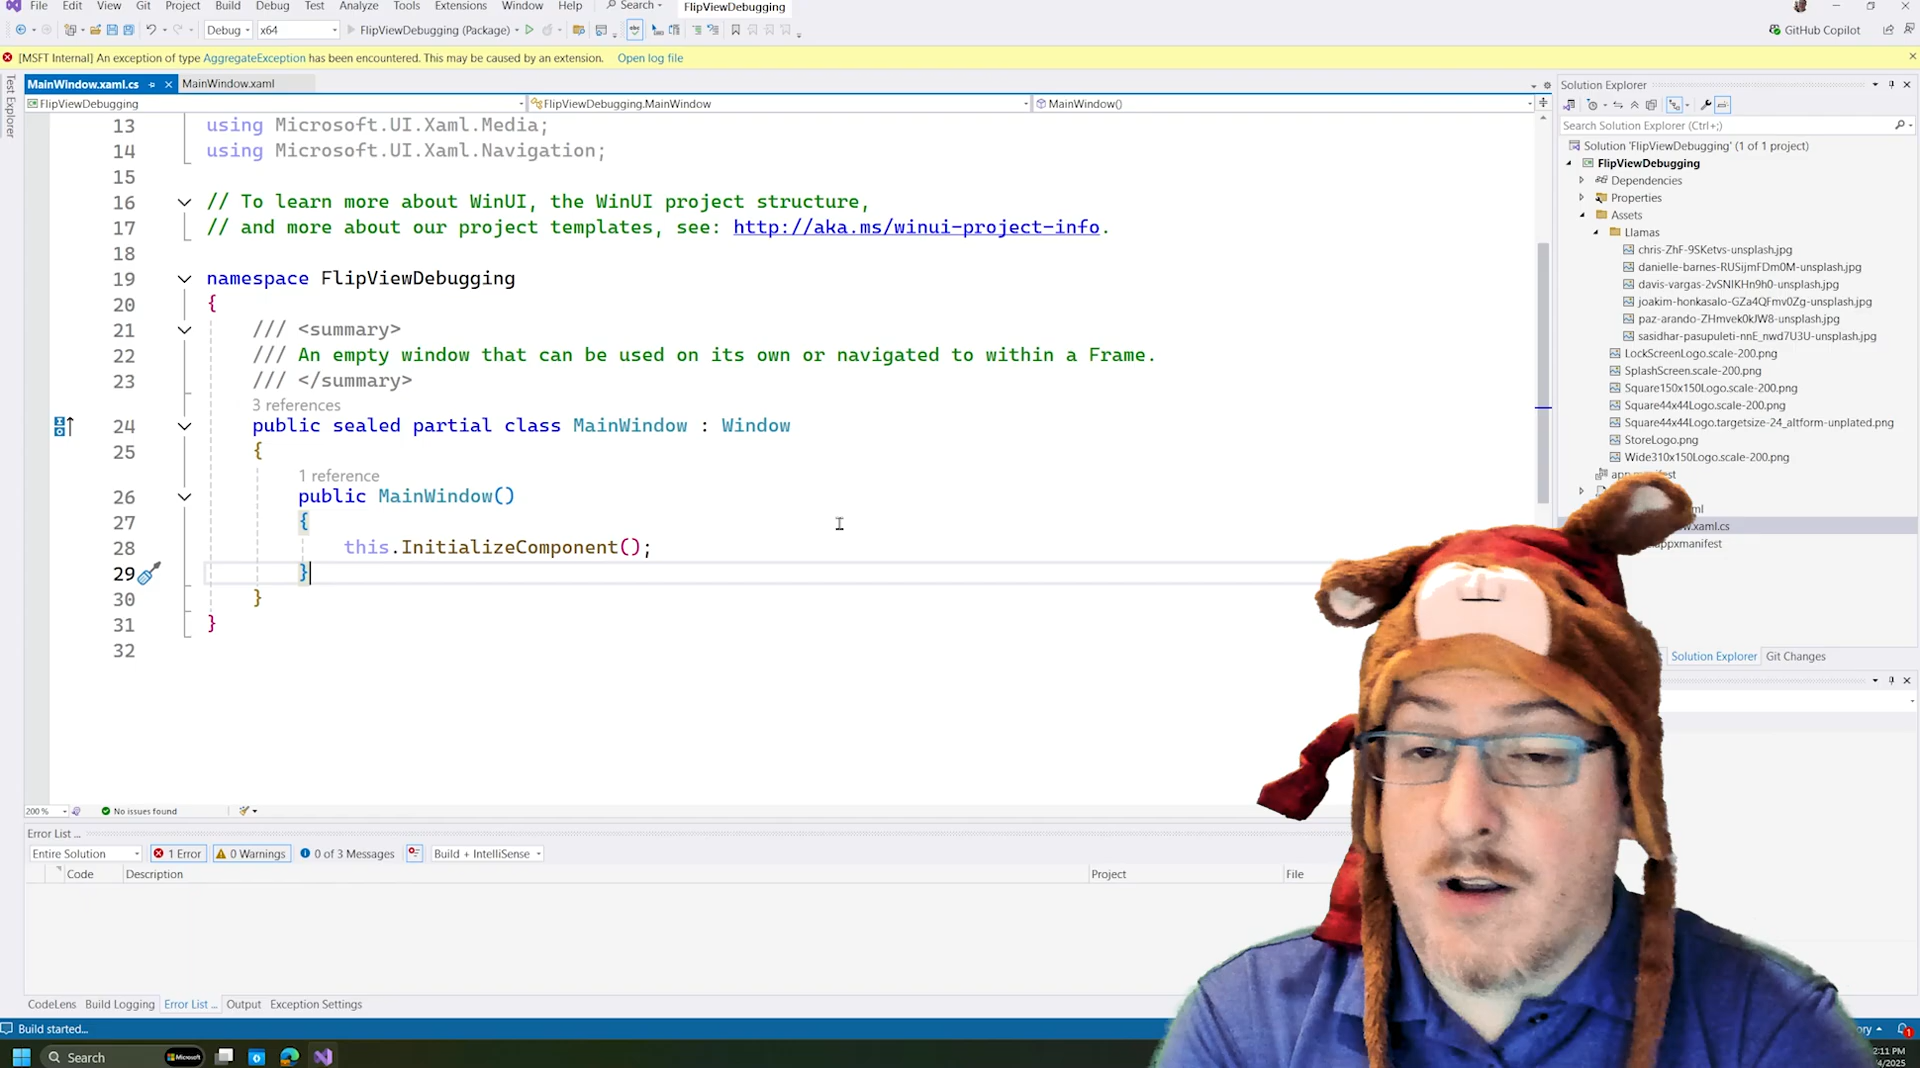 File Edit View Git Project Build Debug Test Analyze Tools Extensions Window Help Search FlipViewDebugging
Debug x64 FlipViewDebugging (Package) GitHub Copilot
[MSFT Internal] An exception of type AggregateException has been encountered. This may be caused by an extension. Open log file
Test Explorer
MainWindow.xaml.cs MainWindow.xaml
FlipViewDebugging FlipViewDebugging.MainWindow MainWindow()
13 using Microsoft.UI.Xaml.Media;
14 using Microsoft.UI.Xaml.Navigation;
15
16 // To learn more about WinUI, the WinUI project structure,
17 // and more about our project templates, see: http://aka.ms/winui-project-info.
18
19 namespace FlipViewDebugging
20 {
21 /// <summary>
22 /// An empty window that can be used on its own or navigated to within a Frame.
23 /// </summary>
3 references
24 public sealed partial class MainWindow : Window
25 {
1 reference
26 public MainWindow()
27 {
28 this.InitializeComponent();
29 }
30 }
31 }
32
200 % No issues found
Solution Explorer
Search Solution Explorer (Ctrl+;)
Solution 'FlipViewDebugging' (1 of 1 project)
FlipViewDebugging
Dependencies
Properties
Assets
Llamas
chris-ZhF-9SKetvs-unsplash.jpg
danielle-barnes-RUSijmFDm0M-unsplash.jpg
davis-vargas-2vSNIKHn9h0-unsplash.jpg
joakim-honkasalo-GZa4QFmv0Zg-unsplash.jpg
paz-arando-ZHmvek0kJW8-unsplash.jpg
sasidhar-pasupuleti-nnE_nwd7U3U-unsplash.jpg
LockScreenLogo.scale-200.png
SplashScreen.scale-200.png
Square150x150Logo.scale-200.png
Square44x44Logo.scale-200.png
Square44x44Logo.targetsize-24_altform-unplated.png
StoreLogo.png
Wide310x150Logo.scale-200.png
Solution Explorer Git Changes
Error List ...
Entire Solution 1 Error 0 Warnings 0 of 3 Messages Build + IntelliSense
Code Description Project File
CodeLens Build Logging Error List ... Output Exception Settings
Build started...
Search Microsoft